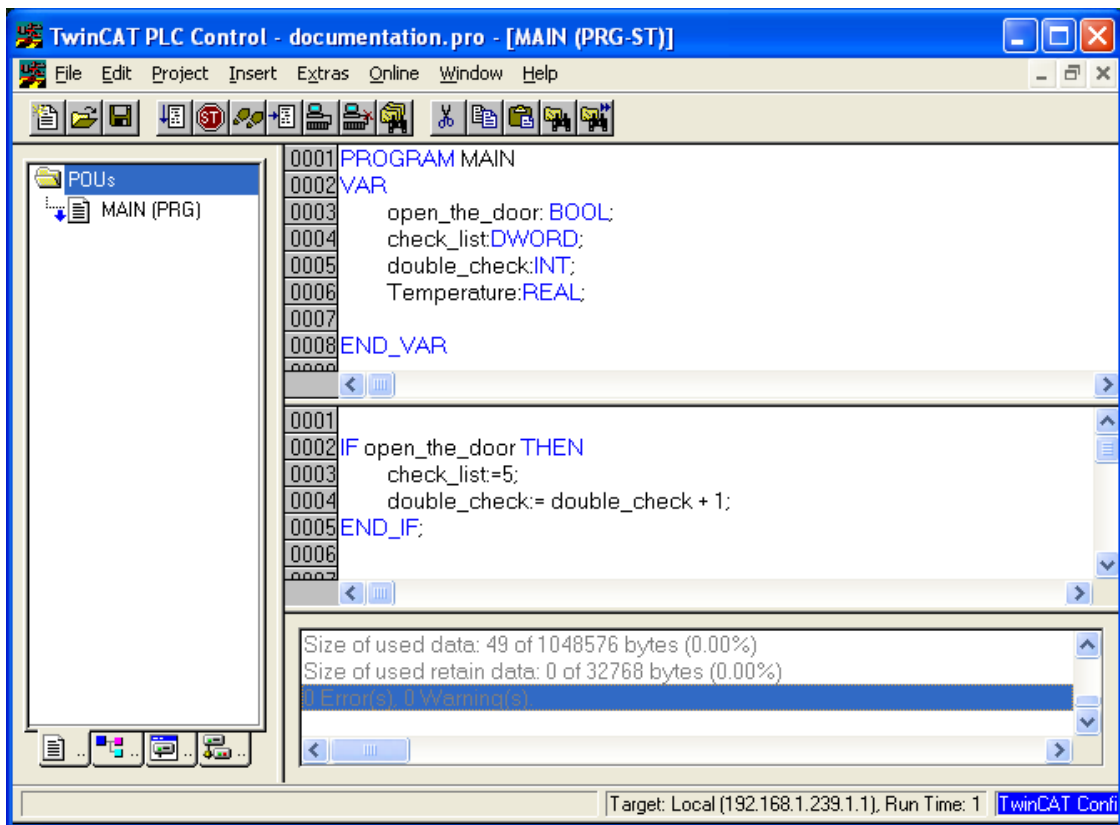 TwinCAT PLC Control - documentation.pro - [MAIN (PRG-ST)]
File Edit Project Insert Extras Online Window Help
POUs
MAIN (PRG)
0001 PROGRAM MAIN
0002 VAR
0003 open_the_door: BOOL;
0004 check_list:DWORD;
0005 double_check:INT;
0006 Temperature:REAL;
0007
0008 END_VAR
0001
0002 IF open_the_door THEN
0003 check_list:=5;
0004 double_check:= double_check + 1;
0005 END_IF;
0006
Size of used data: 49 of 1048576 bytes (0.00%)
Size of used retain data: 0 of 32768 bytes (0.00%)
0 Error(s), 0 Warning(s).
Target: Local (192.168.1.239.1.1), Run Time: 1 TwinCAT Confi